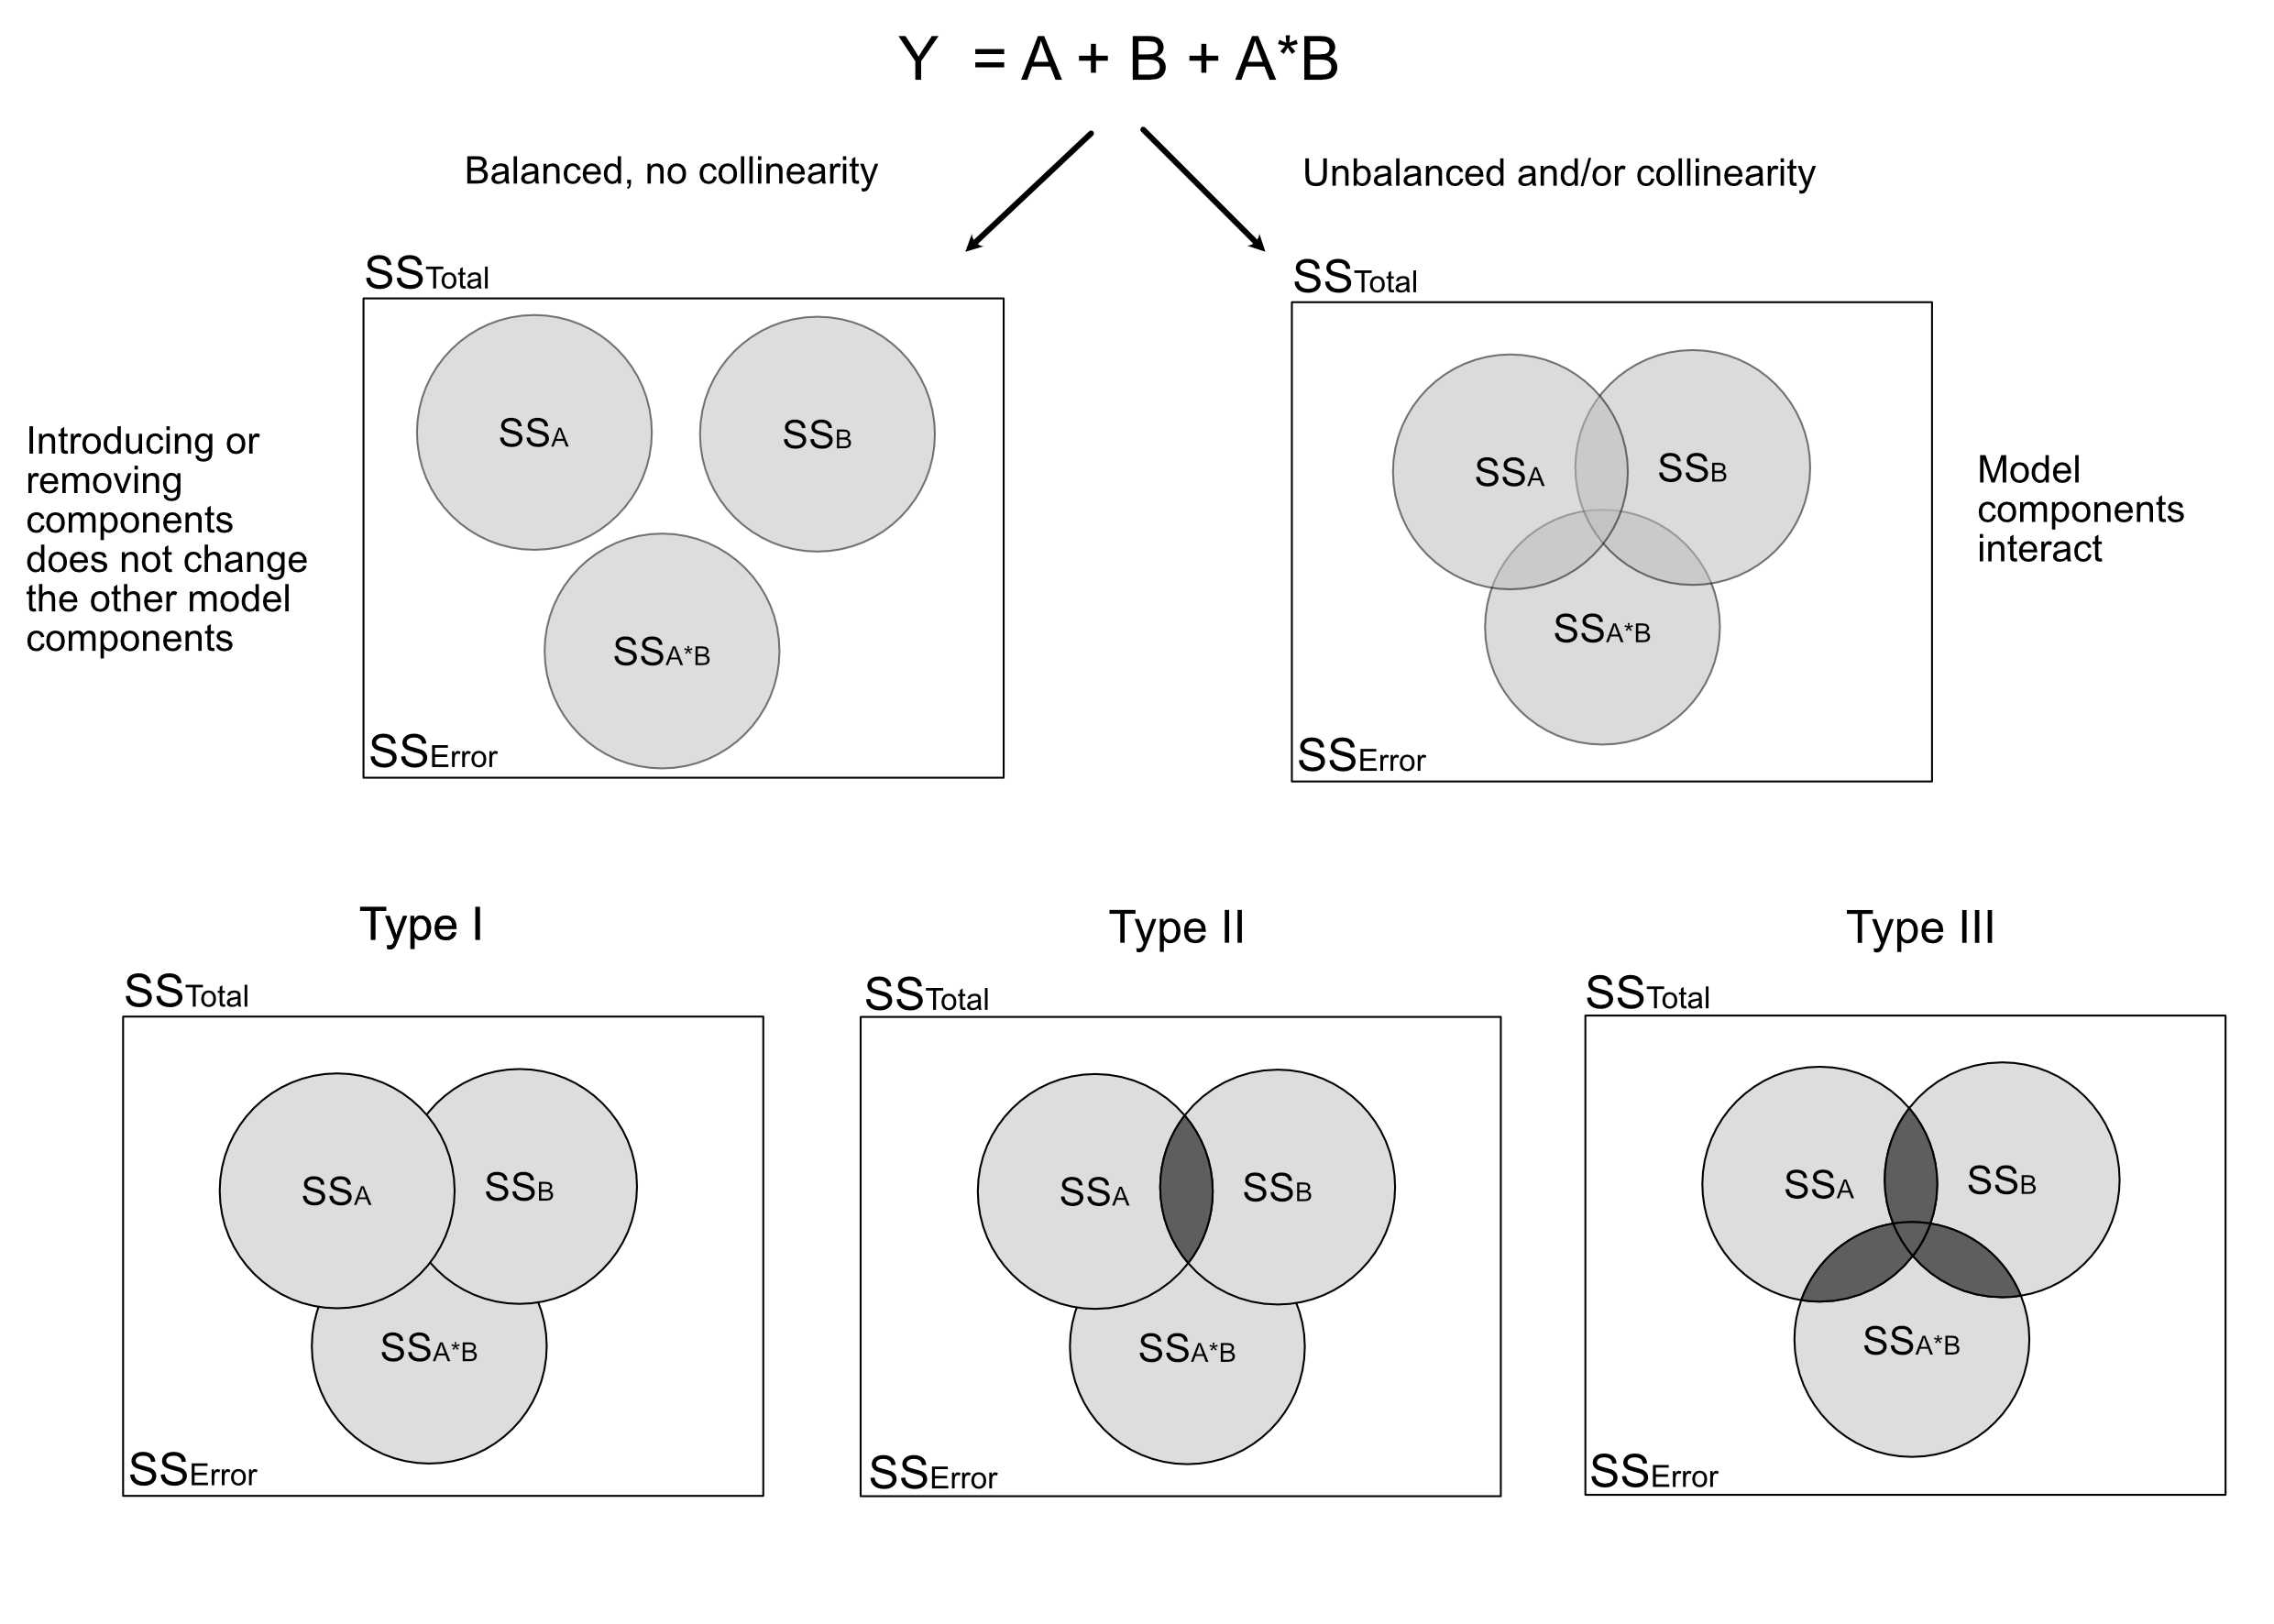 Y = A + B + A*B
Balanced, no collinearity
Unbalanced and/or collinearity
SSTotal
SSA
SSB
SSA*B
SSError
Introducing or
removing
components
does not change
the other model
components
SSTotal
SSA
SSB
SSA*B
SSError
Model
components
interact
Type I
SSTotal
SSA
SSB
SSA*B
SSError
Type II
SSTotal
SSA
SSB
SSA*B
SSError
Type III
SSTotal
SSA
SSB
SSA*B
SSError